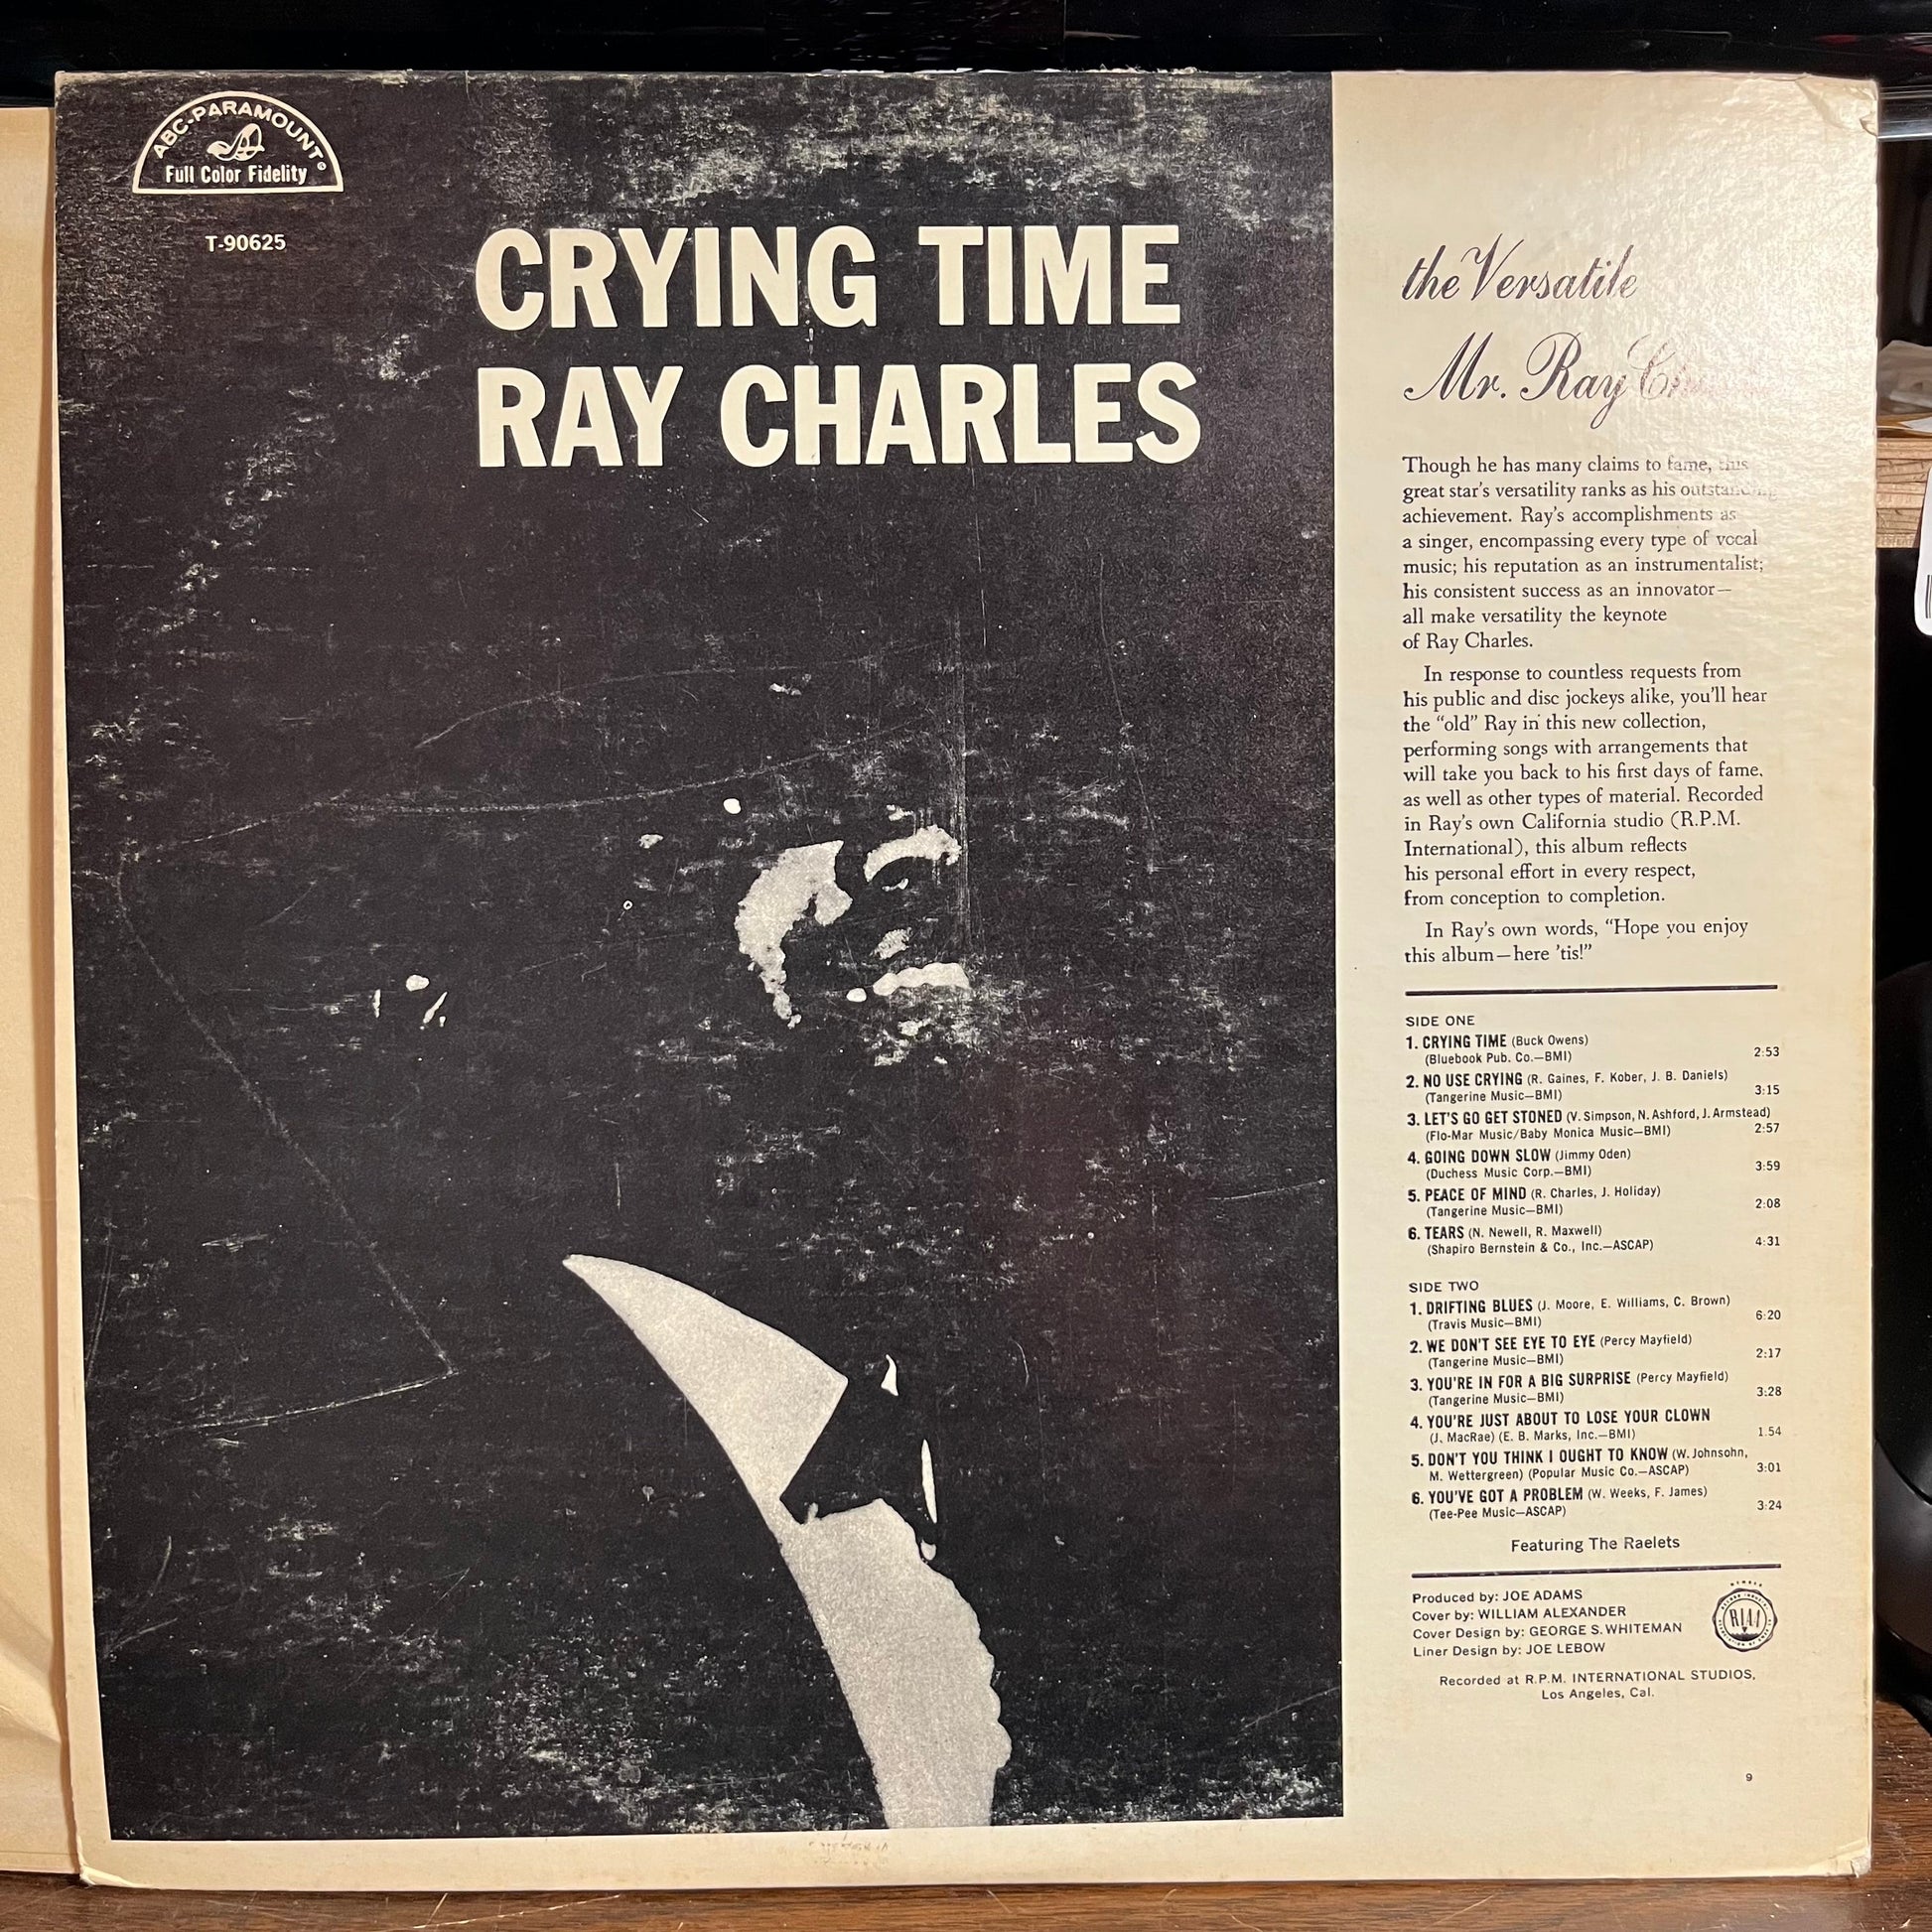 ABC-PARAMOUNT
Full Color Fidelity
T-90625
CRYING TIME
RAY CHARLES
the Versatile
Mr. Ray
Though he has many claims to fame, this
great star's versatility ranks as his outstanding
achievement. Ray's accomplishments as
a singer, encompassing every type of vocal
music; his reputation as an instrumentalist;
his consistent success as an innovator—
all make versatility the keynote
of Ray Charles.
In response to countless requests from
his public and disc jockeys alike, you'll hear
the “old” Ray in this new collection,
performing songs with arrangements that
will take you back to his first days of fame,
as well as other types of material. Recorded
in Ray's own California studio (R.P.M.
International), this album reflects
his personal effort in every respect,
from conception to completion.
In Ray's own words, “Hope you enjoy
this album—here 'tis!”
SIDE ONE
1. CRYING TIME (Buck Owens)
(Bluebook Pub. Co.—BMI) 2:53
2. NO USE CRYING (R. Gaines, F. Kober, J. B. Daniels)
(Tangerine Music—BMI) 3:15
3. LET'S GO GET STONED (V. Simpson, N. Ashford, J. Armstead)
(Flo-Mar Music/Baby Monica Music—BMI) 2:57
4. GOING DOWN SLOW (Jimmy Oden)
(Duchess Music Corp.—BMI) 3:59
5. PEACE OF MIND (R. Charles, J. Holiday)
(Tangerine Music—BMI) 2:08
6. TEARS (N. Newell, R. Maxwell)
(Shapiro Bernstein & Co., Inc.—ASCAP) 4:31
SIDE TWO
1. DRIFTING BLUES (J. Moore, E. Williams, C. Brown)
(Travis Music—BMI) 6:20
2. WE DON'T SEE EYE TO EYE (Percy Mayfield)
(Tangerine Music—BMI) 2:17
3. YOU'RE IN FOR A BIG SURPRISE (Percy Mayfield)
(Tangerine Music—BMI) 3:28
4. YOU'RE JUST ABOUT TO LOSE YOUR CLOWN
(J. MacRae) (E. B. Marks, Inc.—BMI) 1.54
5. DON'T YOU THINK I OUGHT TO KNOW (W. Johnsohn,
M. Wettergreen) (Popular Music Co.—ASCAP) 3:01
6. YOU'VE GOT A PROBLEM (W. Weeks, F. James)
(Tee-Pee Music—ASCAP) 3:24
Featuring The Raelets
Produced by: JOE ADAMS
Cover by: WILLIAM ALEXANDER
Cover Design by: GEORGE S. WHITEMAN
Liner Design by: JOE LEBOW
MEMBER
RIAA
Recorded at R.P.M. INTERNATIONAL STUDIOS,
Los Angeles, Cal.
9